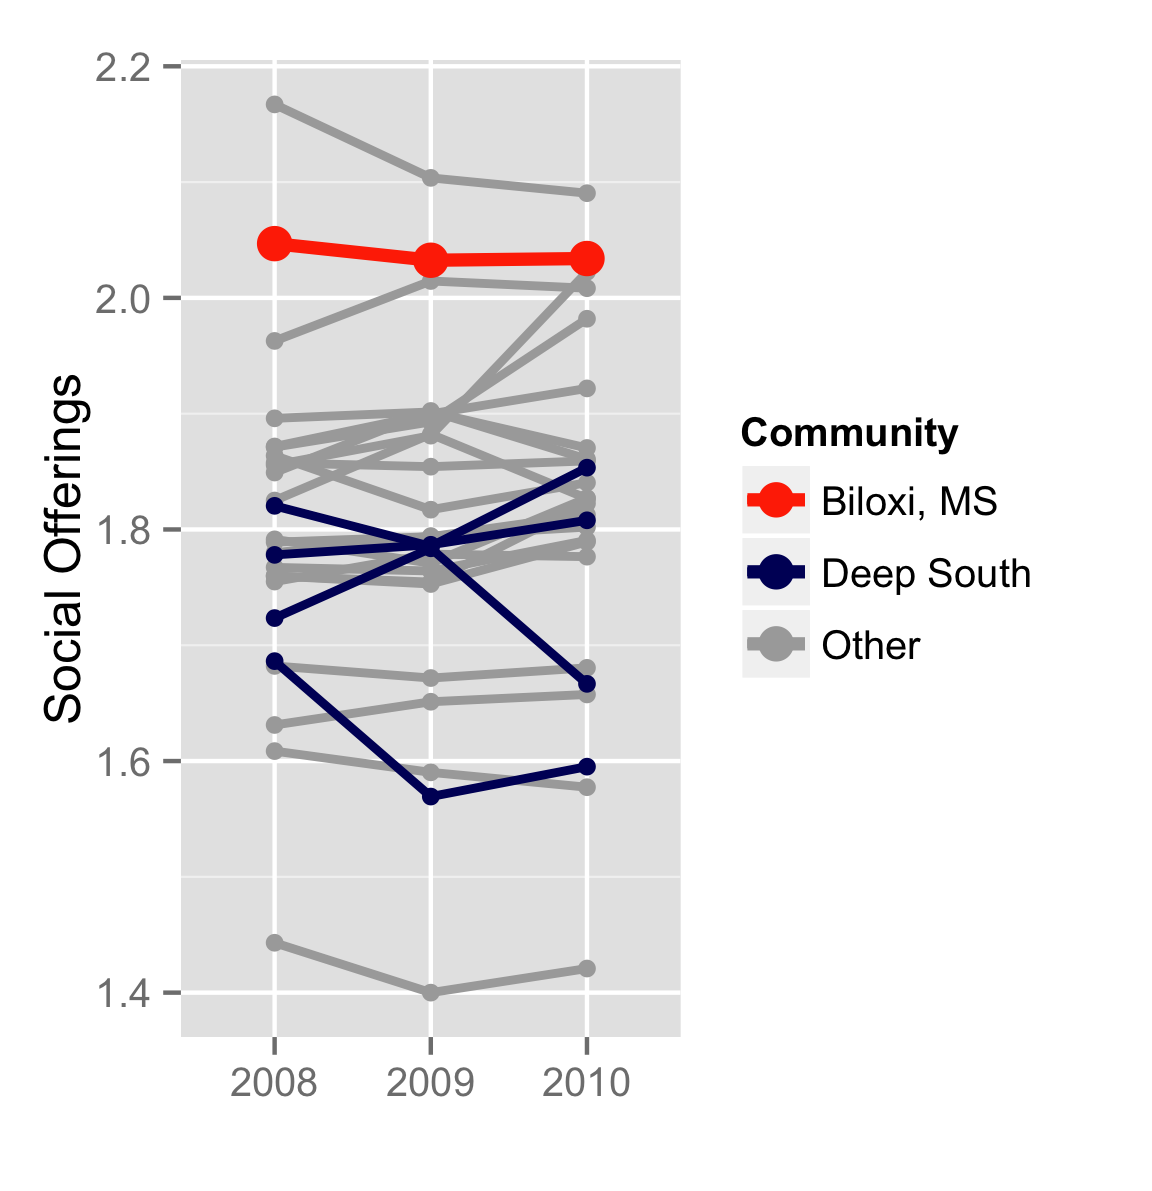 2.2
2.0
1.8
1.6
1.4
Social Offerings
2008 2009 2010
Community
Biloxi, MS
Deep South
Other